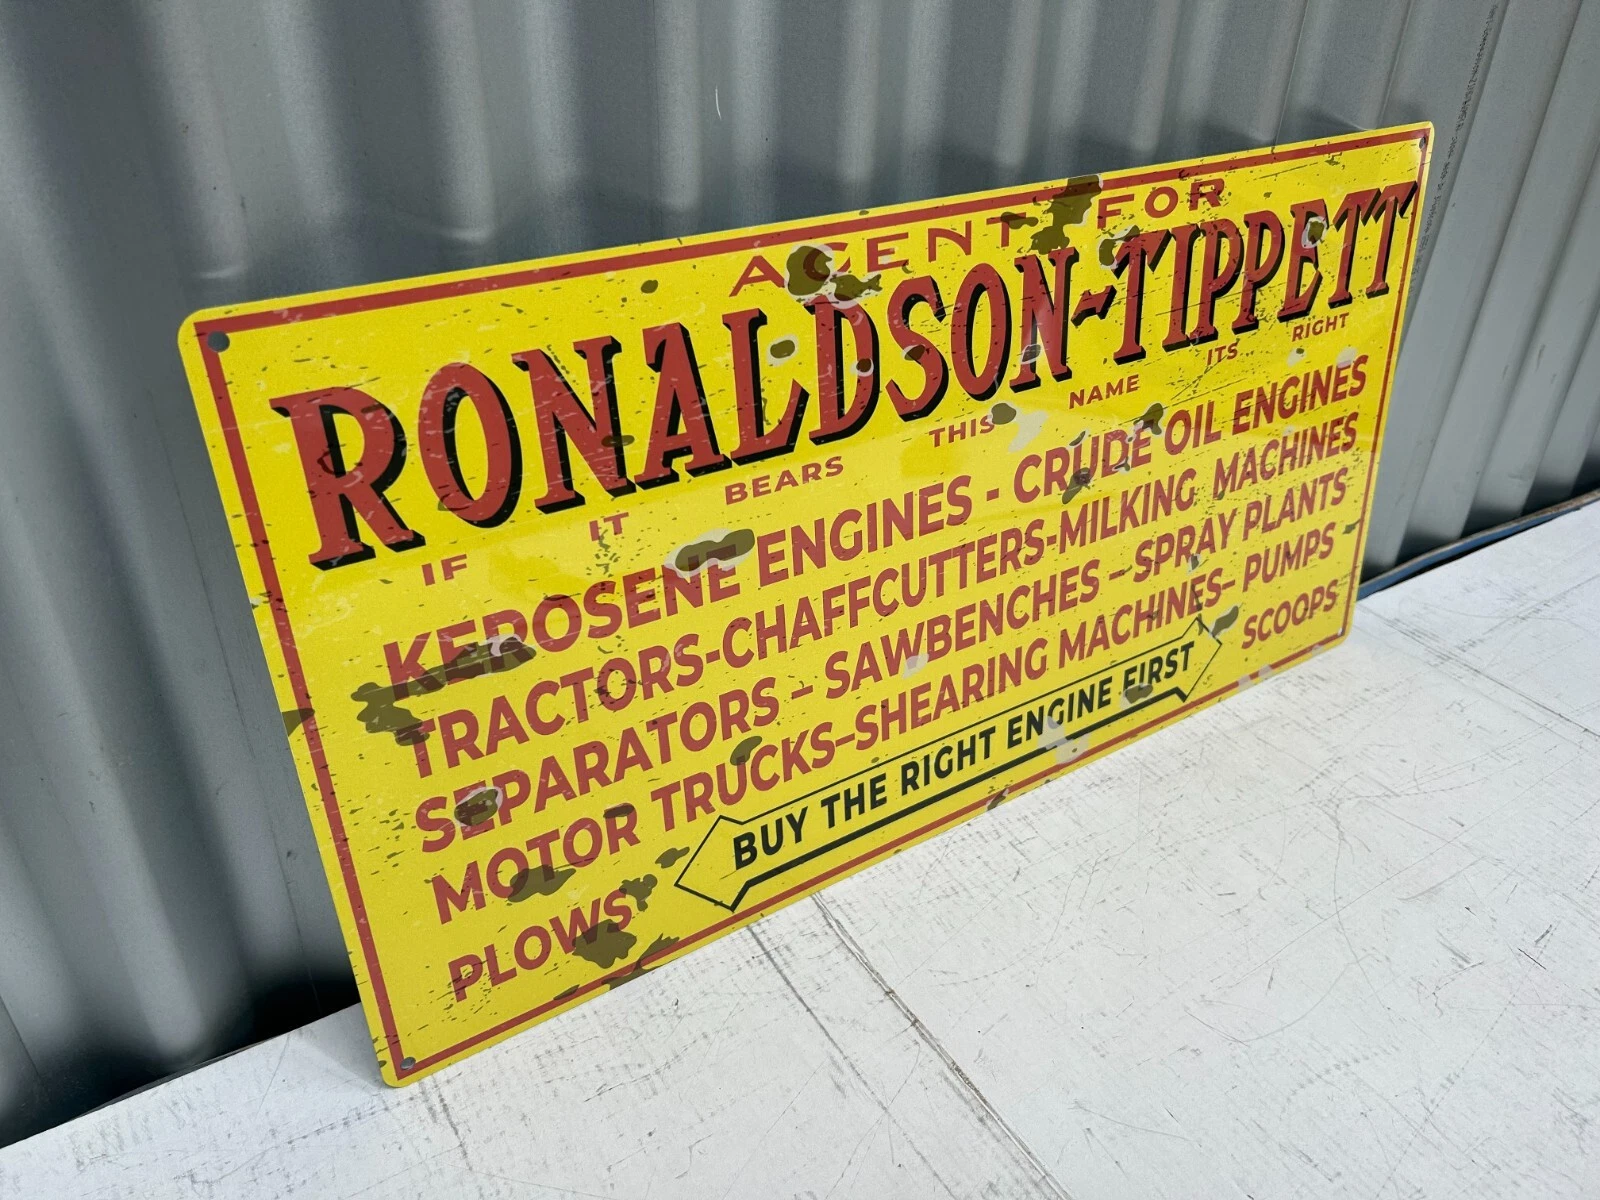 AGENT FOR
RONALDSON-TIPPETT
IF IT BEARS THIS NAME ITS RIGHT
KEROSENE ENGINES - CRUDE OIL ENGINES
TRACTORS-CHAFFCUTTERS-MILKING MACHINES
SEPARATORS - SAWBENCHES - SPRAY PLANTS
MOTOR TRUCKS-SHEARING MACHINES- PUMPS
PLOWS BUY THE RIGHT ENGINE FIRST SCOOPS